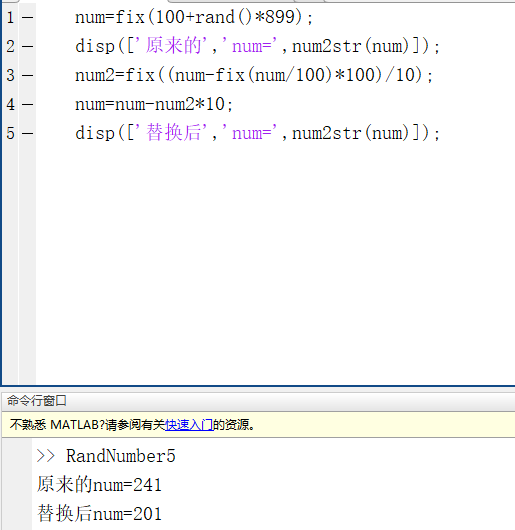 1 — num=fix(100+rand()*899);
2 — disp(['原来的','num=',num2str(num)]);
3 — num2=fix((num-fix(num/100)*100)/10);
4 — num=num-num2*10;
5 — disp(['替换后','num=',num2str(num)]);
命令行窗口
不熟悉 MATLAB?请参阅有关快速入门的资源。
>> RandNumber5
原来的num=241
替换后num=201